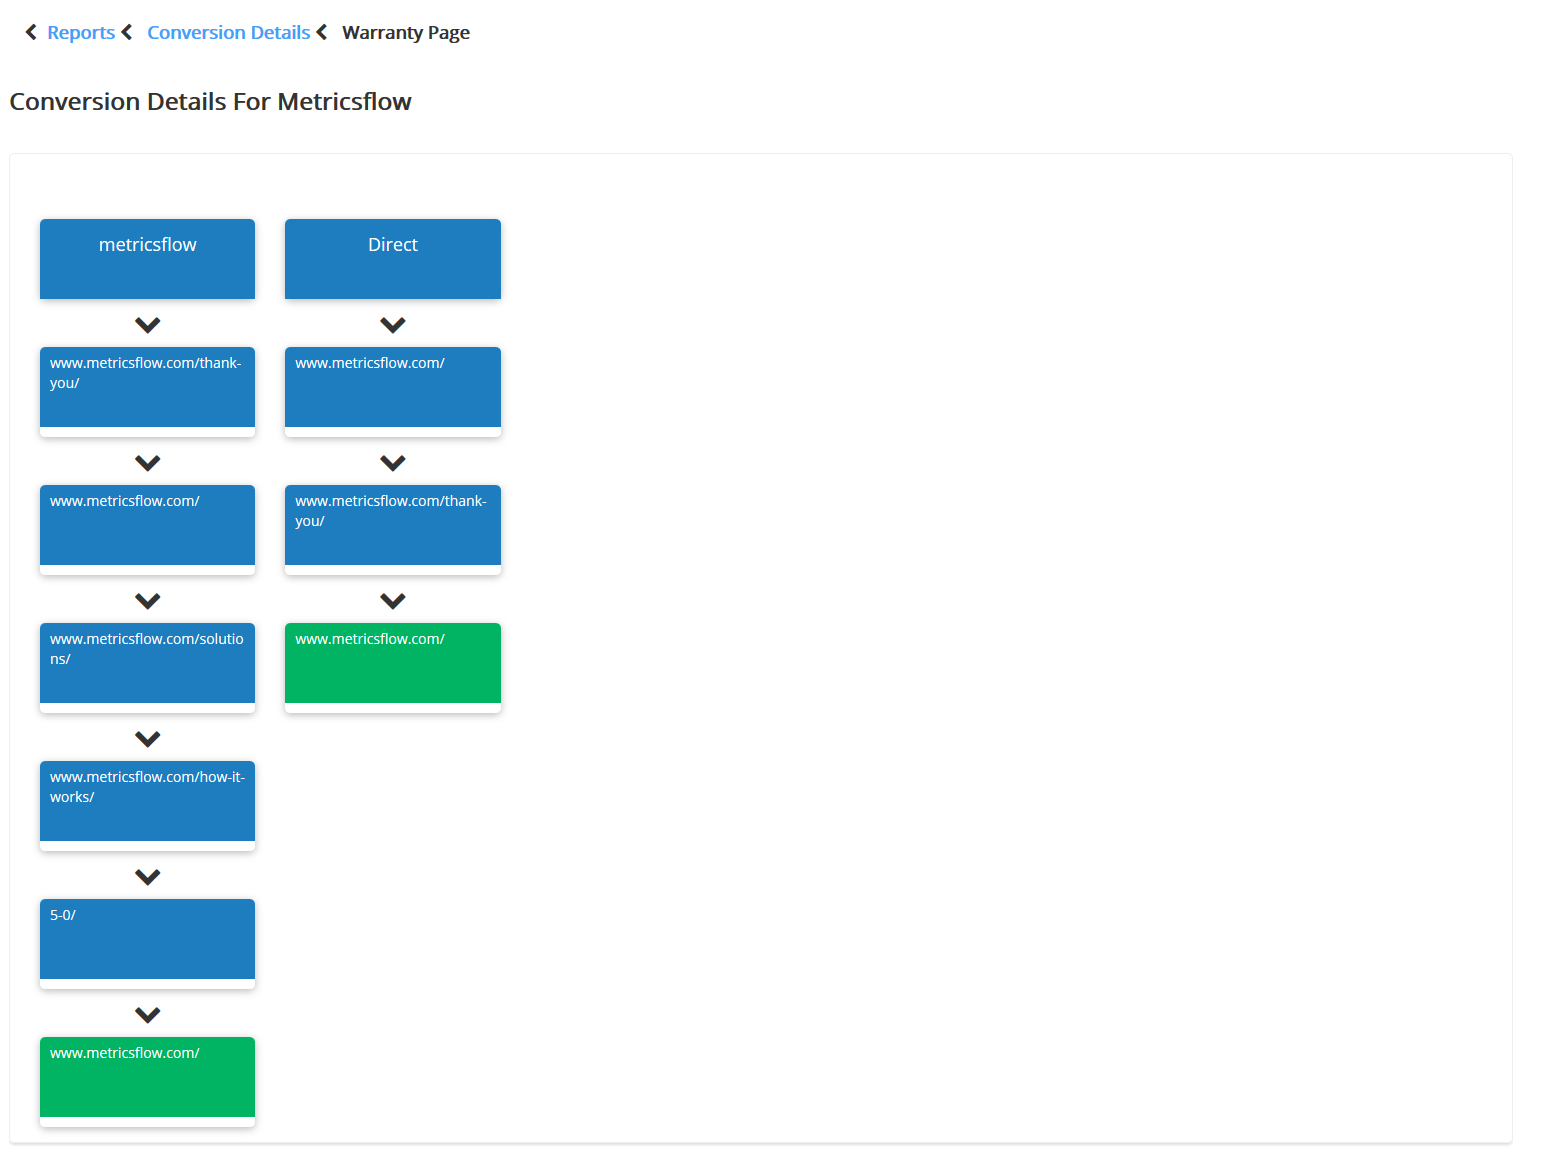 Reports Conversion Details Warranty Page
Conversion Details For Metricsflow
metricsflow
www.metricsflow.com/thank-
you/
www.metricsflow.com/
www.metricsflow.com/solutio
ns/
www.metricsflow.com/how-it-
works/
5-0/
www.metricsflow.com/
Direct
www.metricsflow.com/
www.metricsflow.com/thank-
you/
www.metricsflow.com/